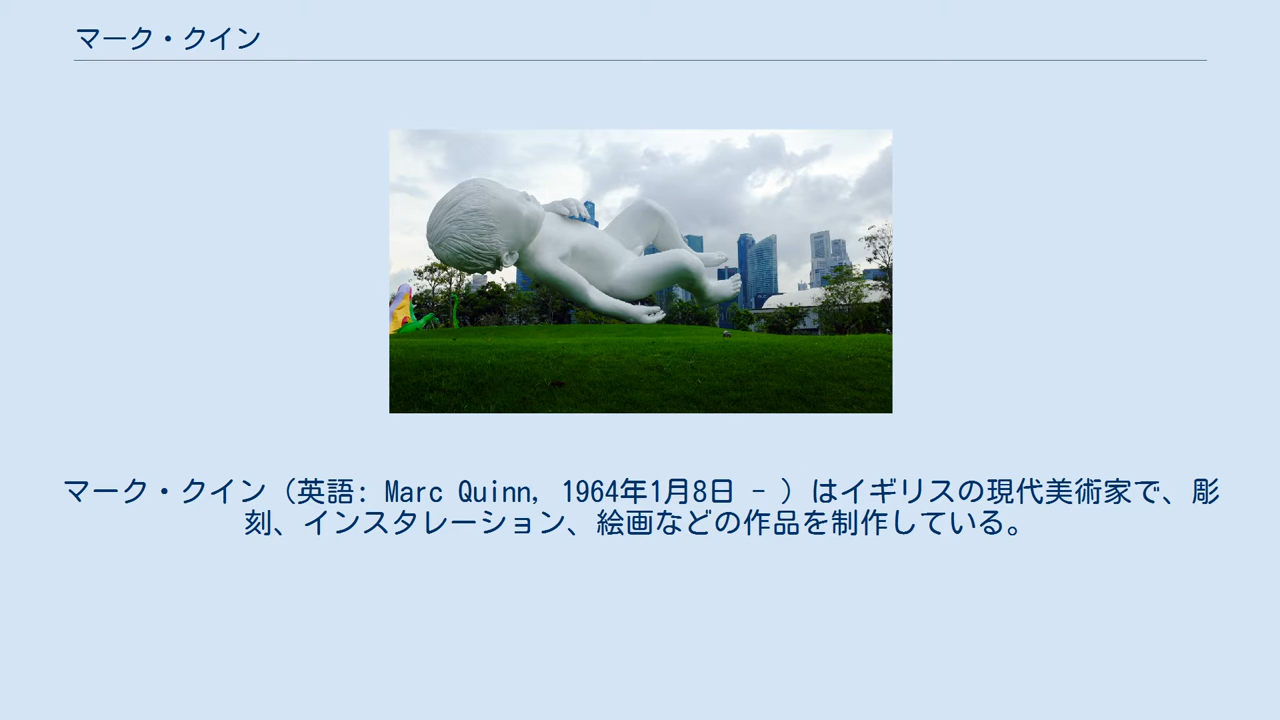 マーク・クイン
マーク・クイン（英語: Marc Quinn, 1964年1月8日 - ）はイギリスの現代美術家で、彫
刻、インスタレーション、絵画などの作品を制作している。